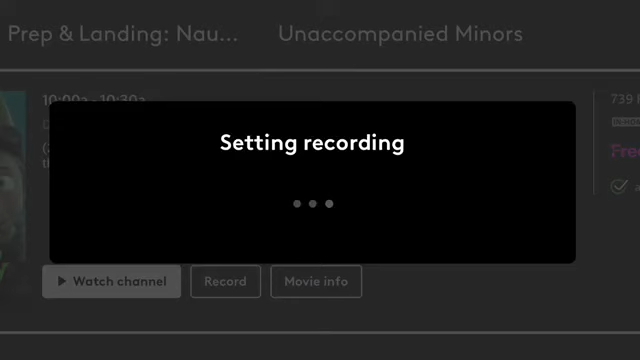 Prep & Landing: Nau...
Unaccompanied Minors
10:00a - 10:30a
739
Setting recording
Watch channel
Record
Movie info